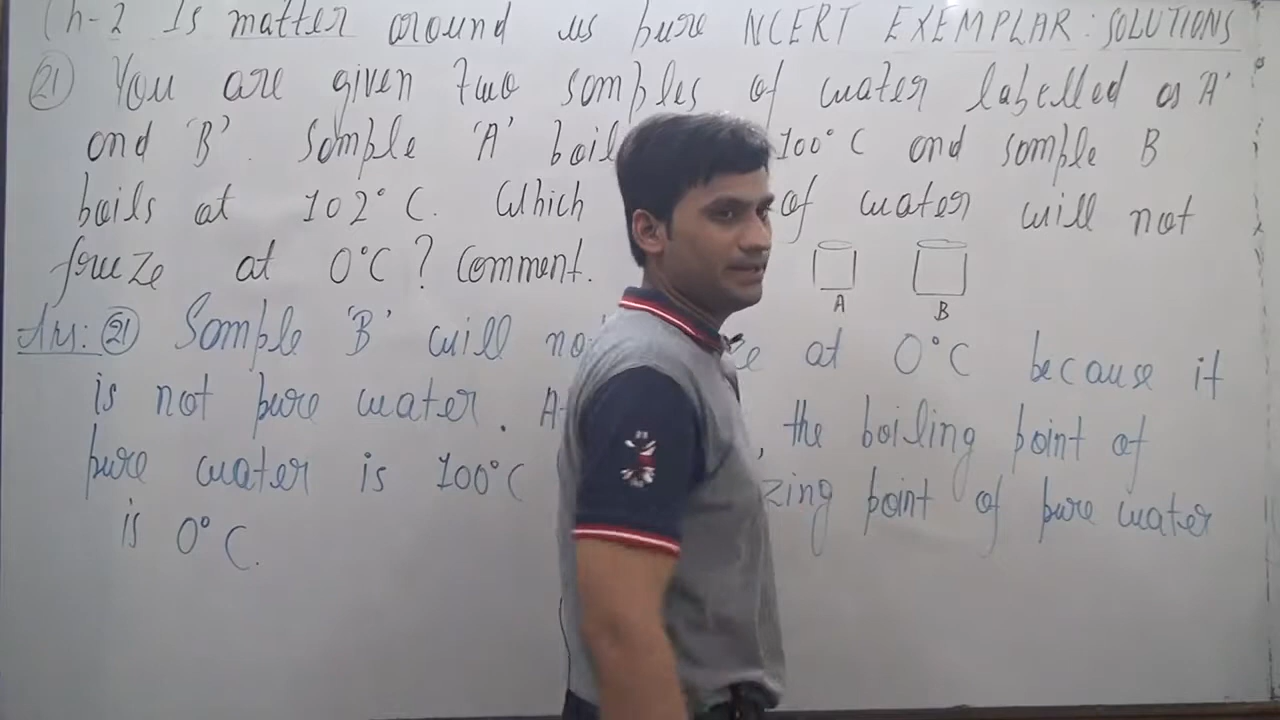 Ch-2 Is matter around us pure NCERT EXEMPLAR: SOLUTIONS
21 You are given two samples of water labelled as 'A'
and 'B'. Sample 'A' boil 100°C and sample B
boils at 102°C. Which of water will not
freeze at 0°C? Comment.
A B
Ans: 21 Sample 'B' will no at 0°C because it
is not pure water. , the boiling point of
pure water is 100°C zing point of pure water
is 0°C.